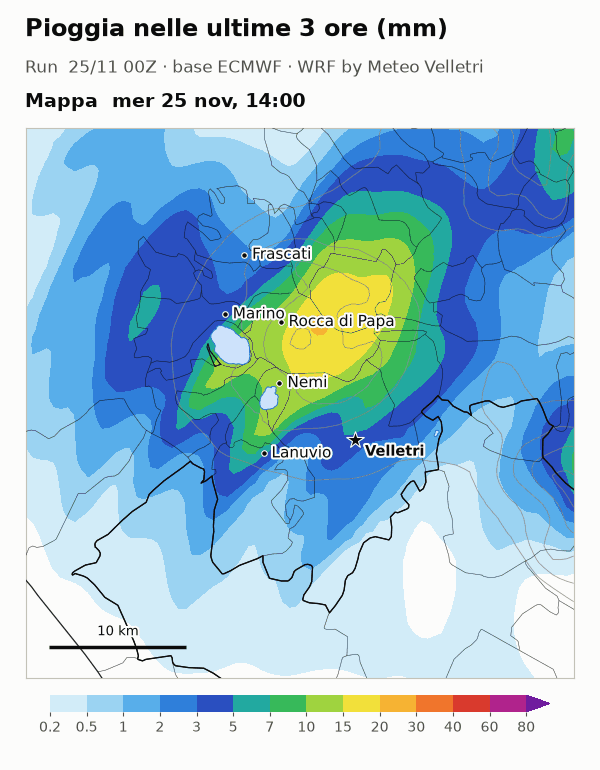 Pioggia nelle ultime 3 ore (mm)
Run  25/11 00Z · base ECMWF · WRF by Meteo Velletri
Mappa  mer 25 nov, 14:00
Frascati
Marino
Rocca di Papa
Nemi
Velletri
Lanuvio
10 km
0.2 0.5 1 2 3 5 7 10 15 20 30 40 60 80